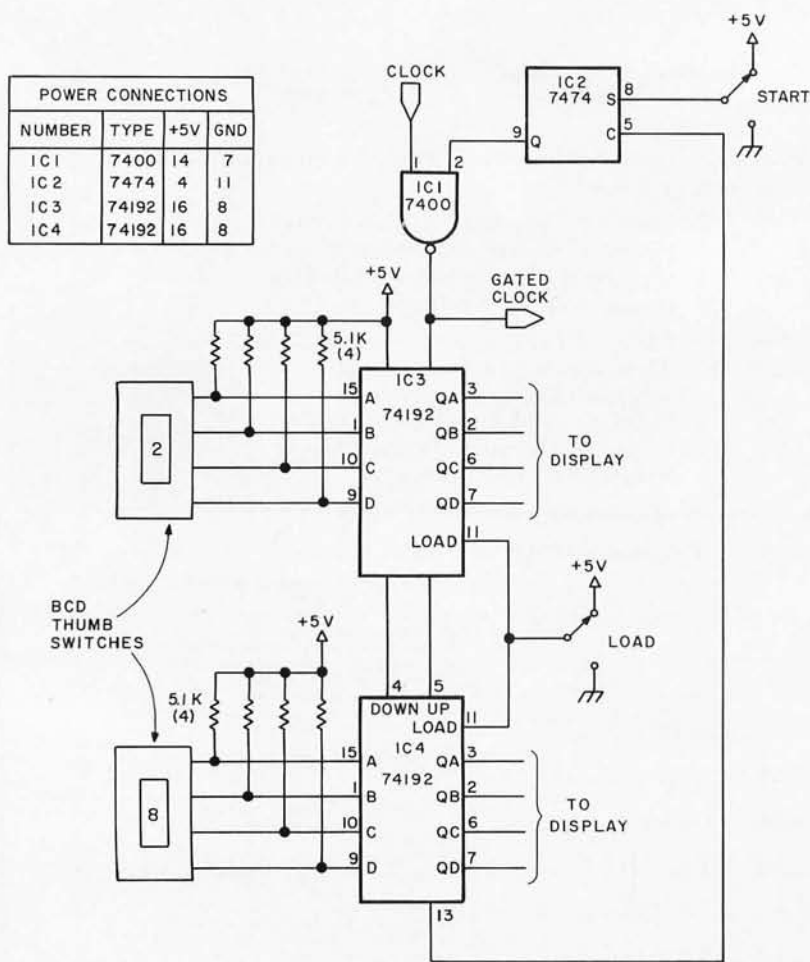 POWER CONNECTIONS
NUMBER TYPE +5V GND
IC1 7400 14 7
IC2 7474 4 11
IC3 74192 16 8
IC4 74192 16 8
CLOCK
1 2
IC1
7400
IC2
7474
9 Q
S 8
C 5
+5V
START
GATED
CLOCK
+5V
5.1K
(4)
2
15 A
1 B
10 C
9 D
IC3
74192
QA 3
QB 2
QC 6
QD 7
LOAD 11
TO
DISPLAY
+5V
LOAD
BCD
THUMB
SWITCHES
+5V
5.1K
(4)
8
4 5
DOWN UP
LOAD 11
IC4
74192
15 A
1 B
10 C
9 D
QA 3
QB 2
QC 6
QD 7
13
TO
DISPLAY